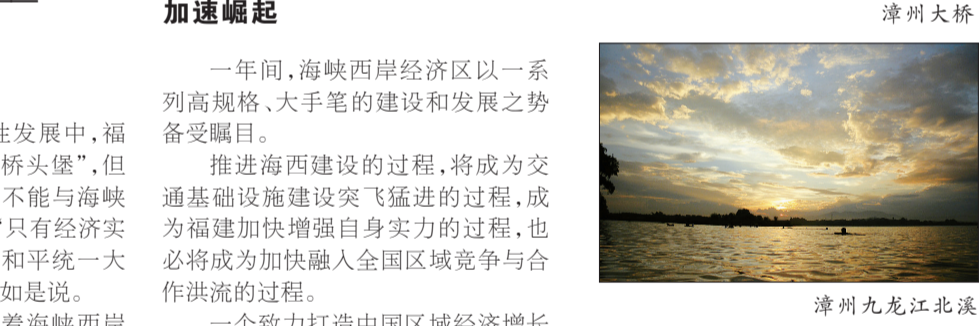 性发展中，福
桥头堡”，但
不能与海峡
“只有经济实
和平统一大
如是说。
着海峡西岸
加速崛起
一年间，海峡西岸经济区以一系
列高规格、大手笔的建设和发展之势
备受瞩目。
推进海西建设的过程，将成为交
通基础设施建设突飞猛进的过程，成
为福建加快增强自身实力的过程，也
必将成为加快融入全国区域竞争与合
作洪流的过程。
一个致力打造中国区域经济增长
漳州大桥
漳州九龙江北溪